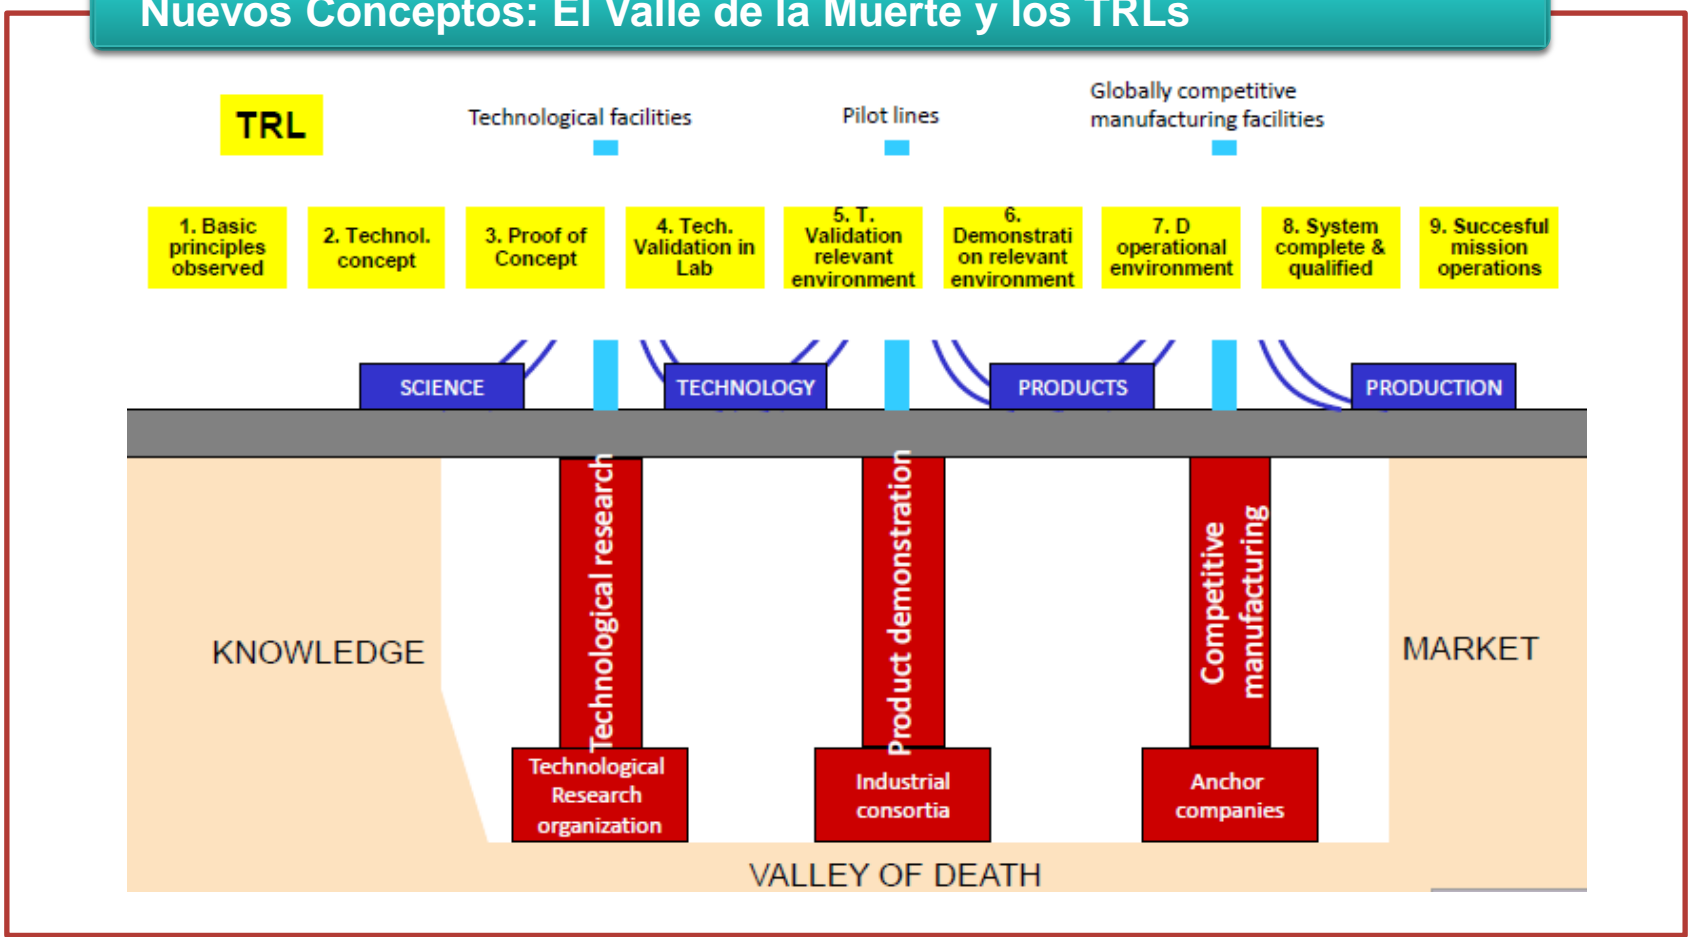 Nuevos Conceptos: El Valle de la Muerte y los TRLs
TRL
Technological facilities
Pilot lines
Globally competitive
manufacturing facilities
1. Basic
principles
observed
2. Technol.
concept
3. Proof of
Concept
4. Tech.
Validation in
Lab
5. T.
Validation
relevant
environment
6.
Demonstrati
on relevant
environment
7. D
operational
environment
8. System
complete &
qualified
9. Succesful
mission
operations
SCIENCE
TECHNOLOGY
PRODUCTS
PRODUCTION
KNOWLEDGE
Technological research
Product demonstration
Competitive
manufacturing
MARKET
Technological
Research
organization
Industrial
consortia
Anchor
companies
VALLEY OF DEATH